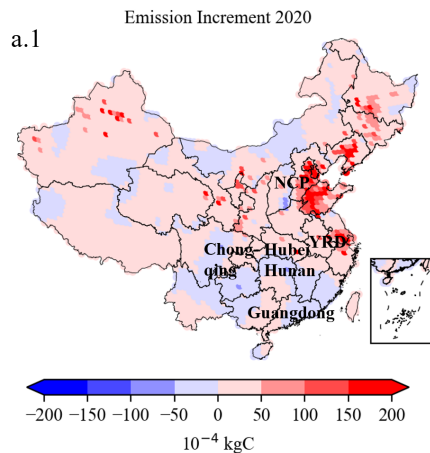 Emission Increment 2020
a.1
NCP
YRD
Chong
qing
Hubei
Hunan
Guangdong
−200 −150 −100 −50 0 50 100 150 200
10⁻⁴ kgC